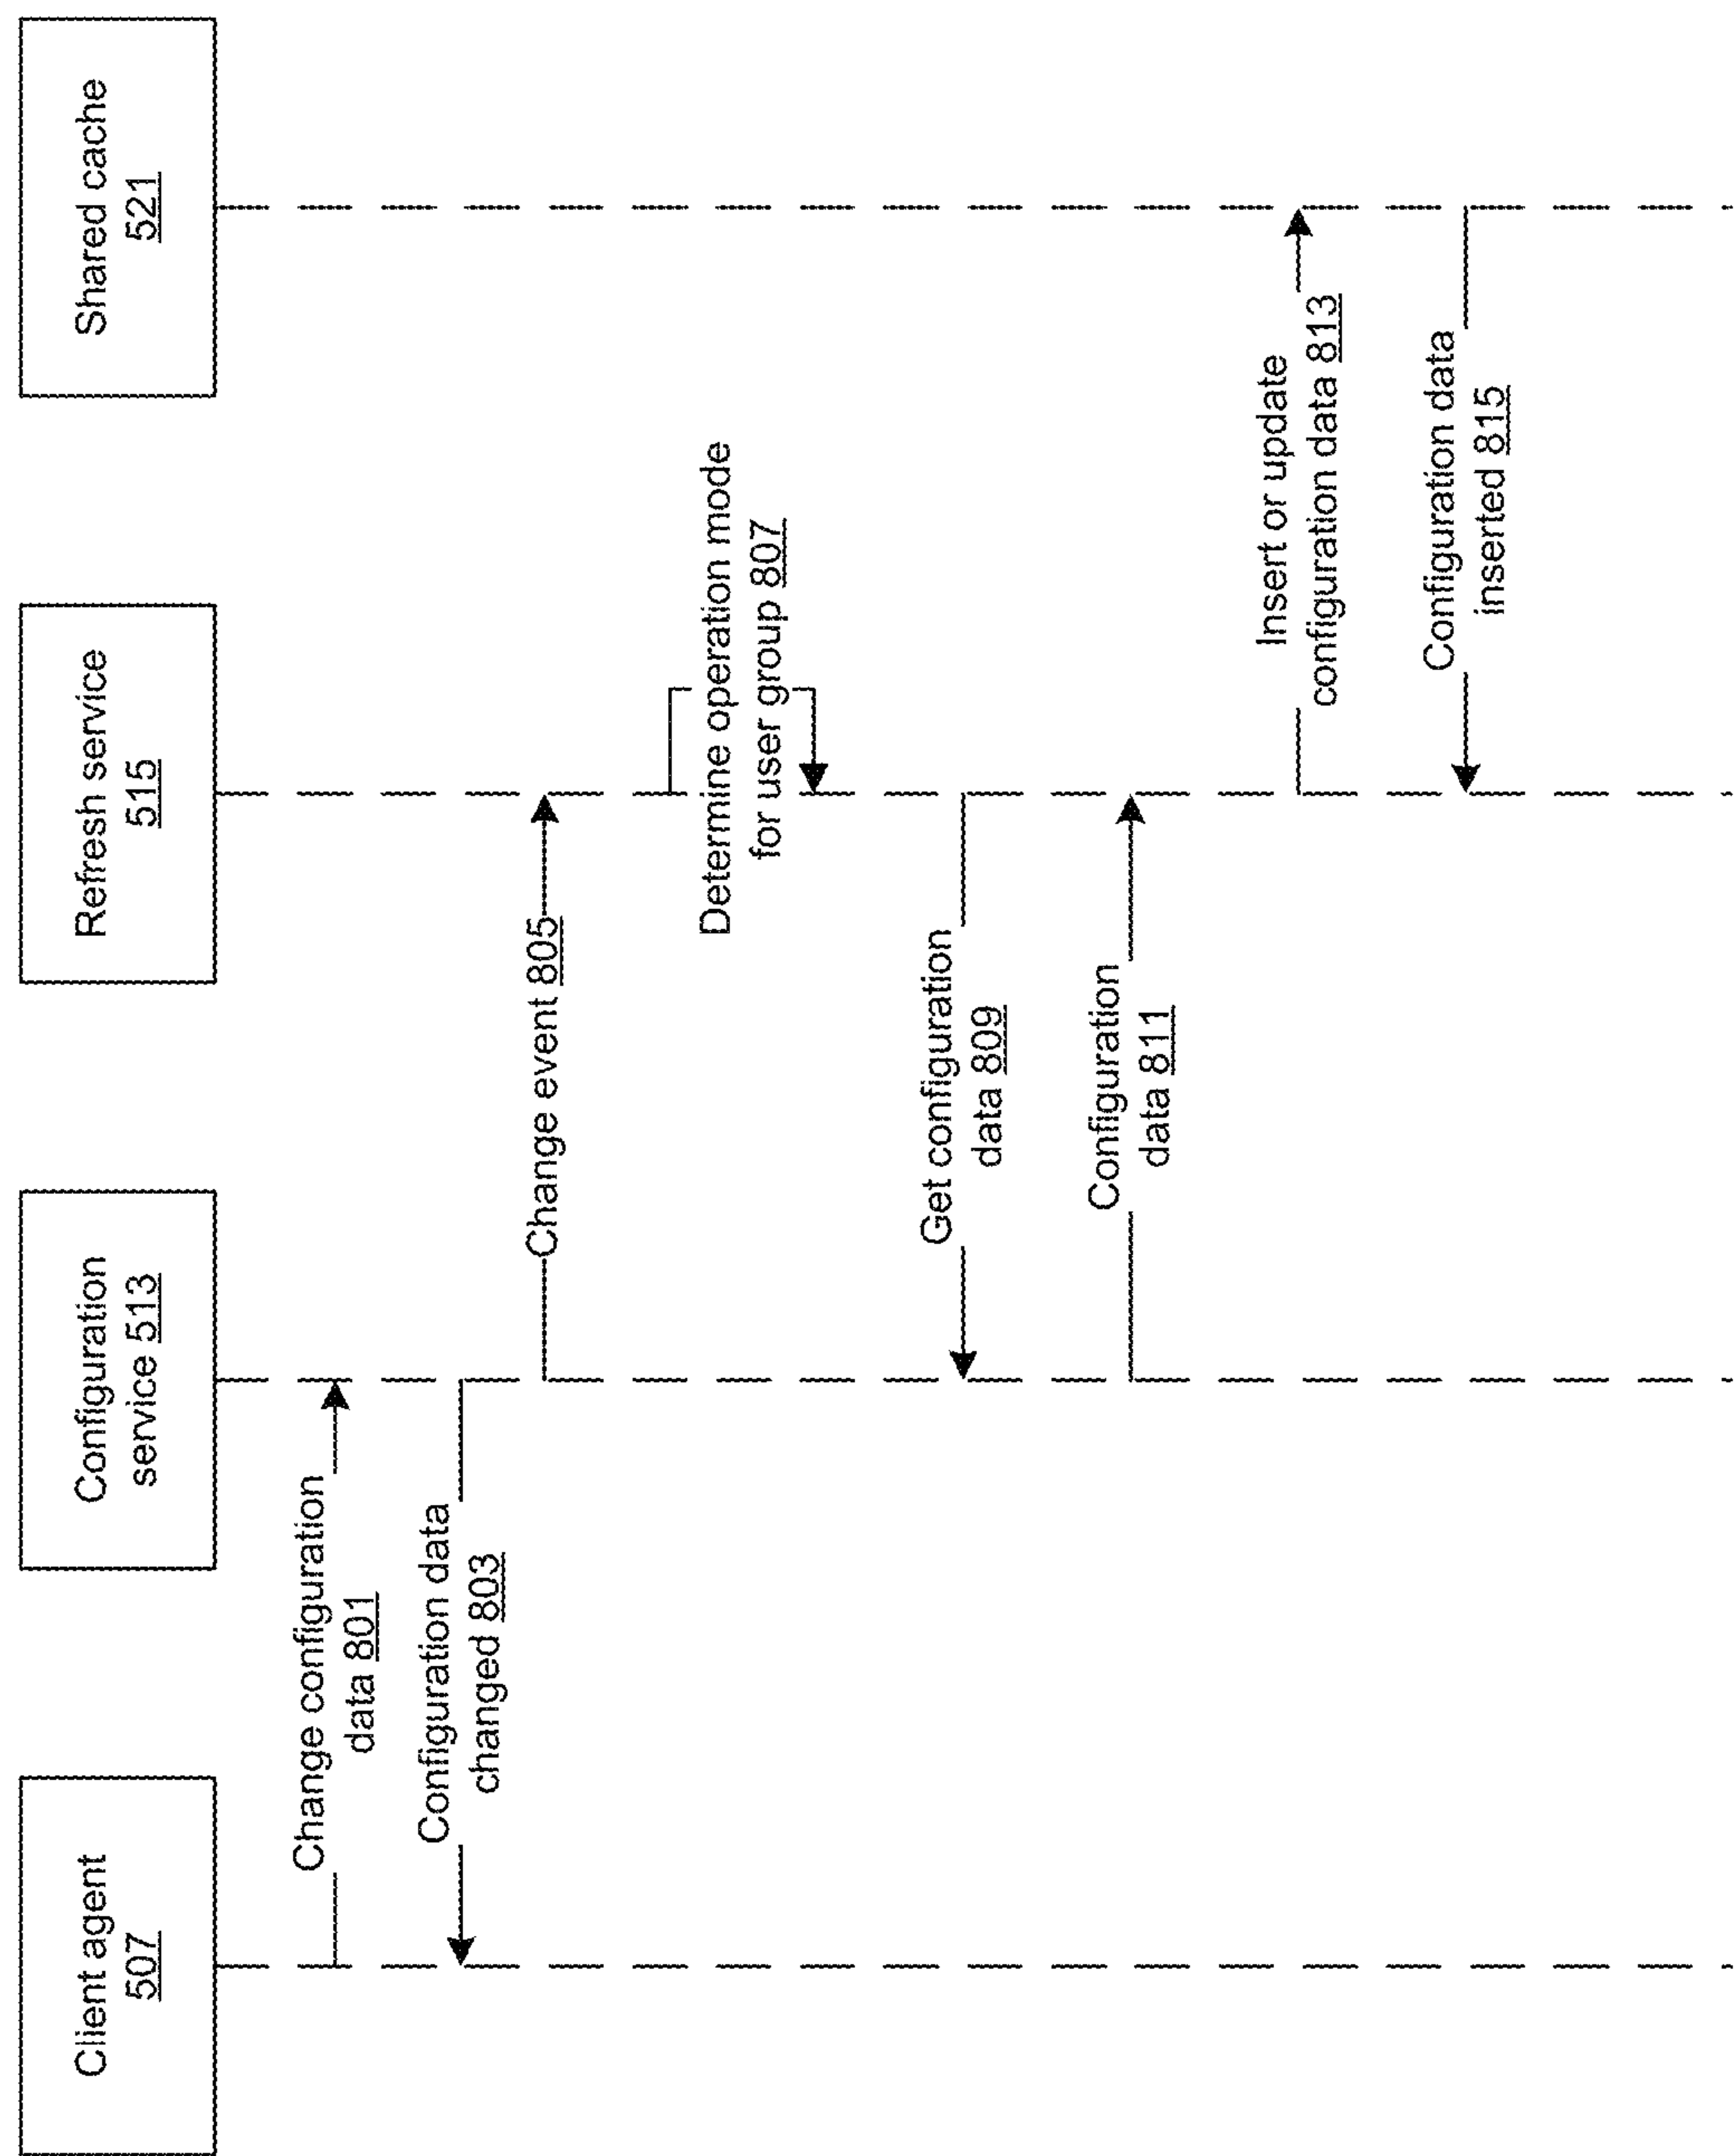 Client agent
507
Configuration
service 513
Refresh service
515
Shared cache
521
Change configuration
data 801
Configuration data
changed 803
Change event 805
Determine operation mode
for user group 807
Get configuration
data 809
Configuration
data 811
Insert or update
configuration data 813
Configuration data
inserted 815